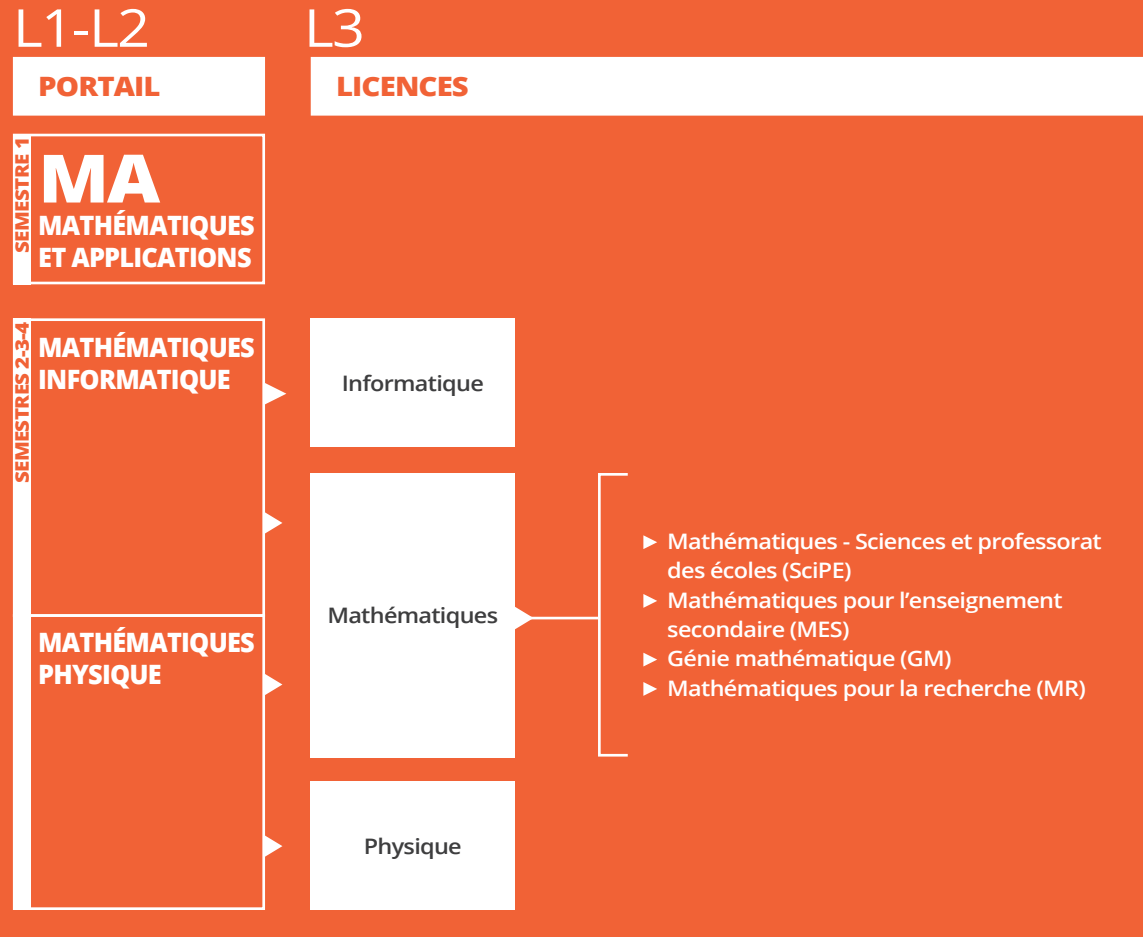 L1-L2
L3
PORTAIL
LICENCES
SEMESTRE 1
MA
MATHÉMATIQUES
ET APPLICATIONS
SEMESTRES 2-3-4
MATHÉMATIQUES
INFORMATIQUE
Informatique
Mathématiques
► Mathématiques - Sciences et professorat
des écoles (SciPE)
► Mathématiques pour l’enseignement
secondaire (MES)
► Génie mathématique (GM)
► Mathématiques pour la recherche (MR)
MATHÉMATIQUES
PHYSIQUE
Physique